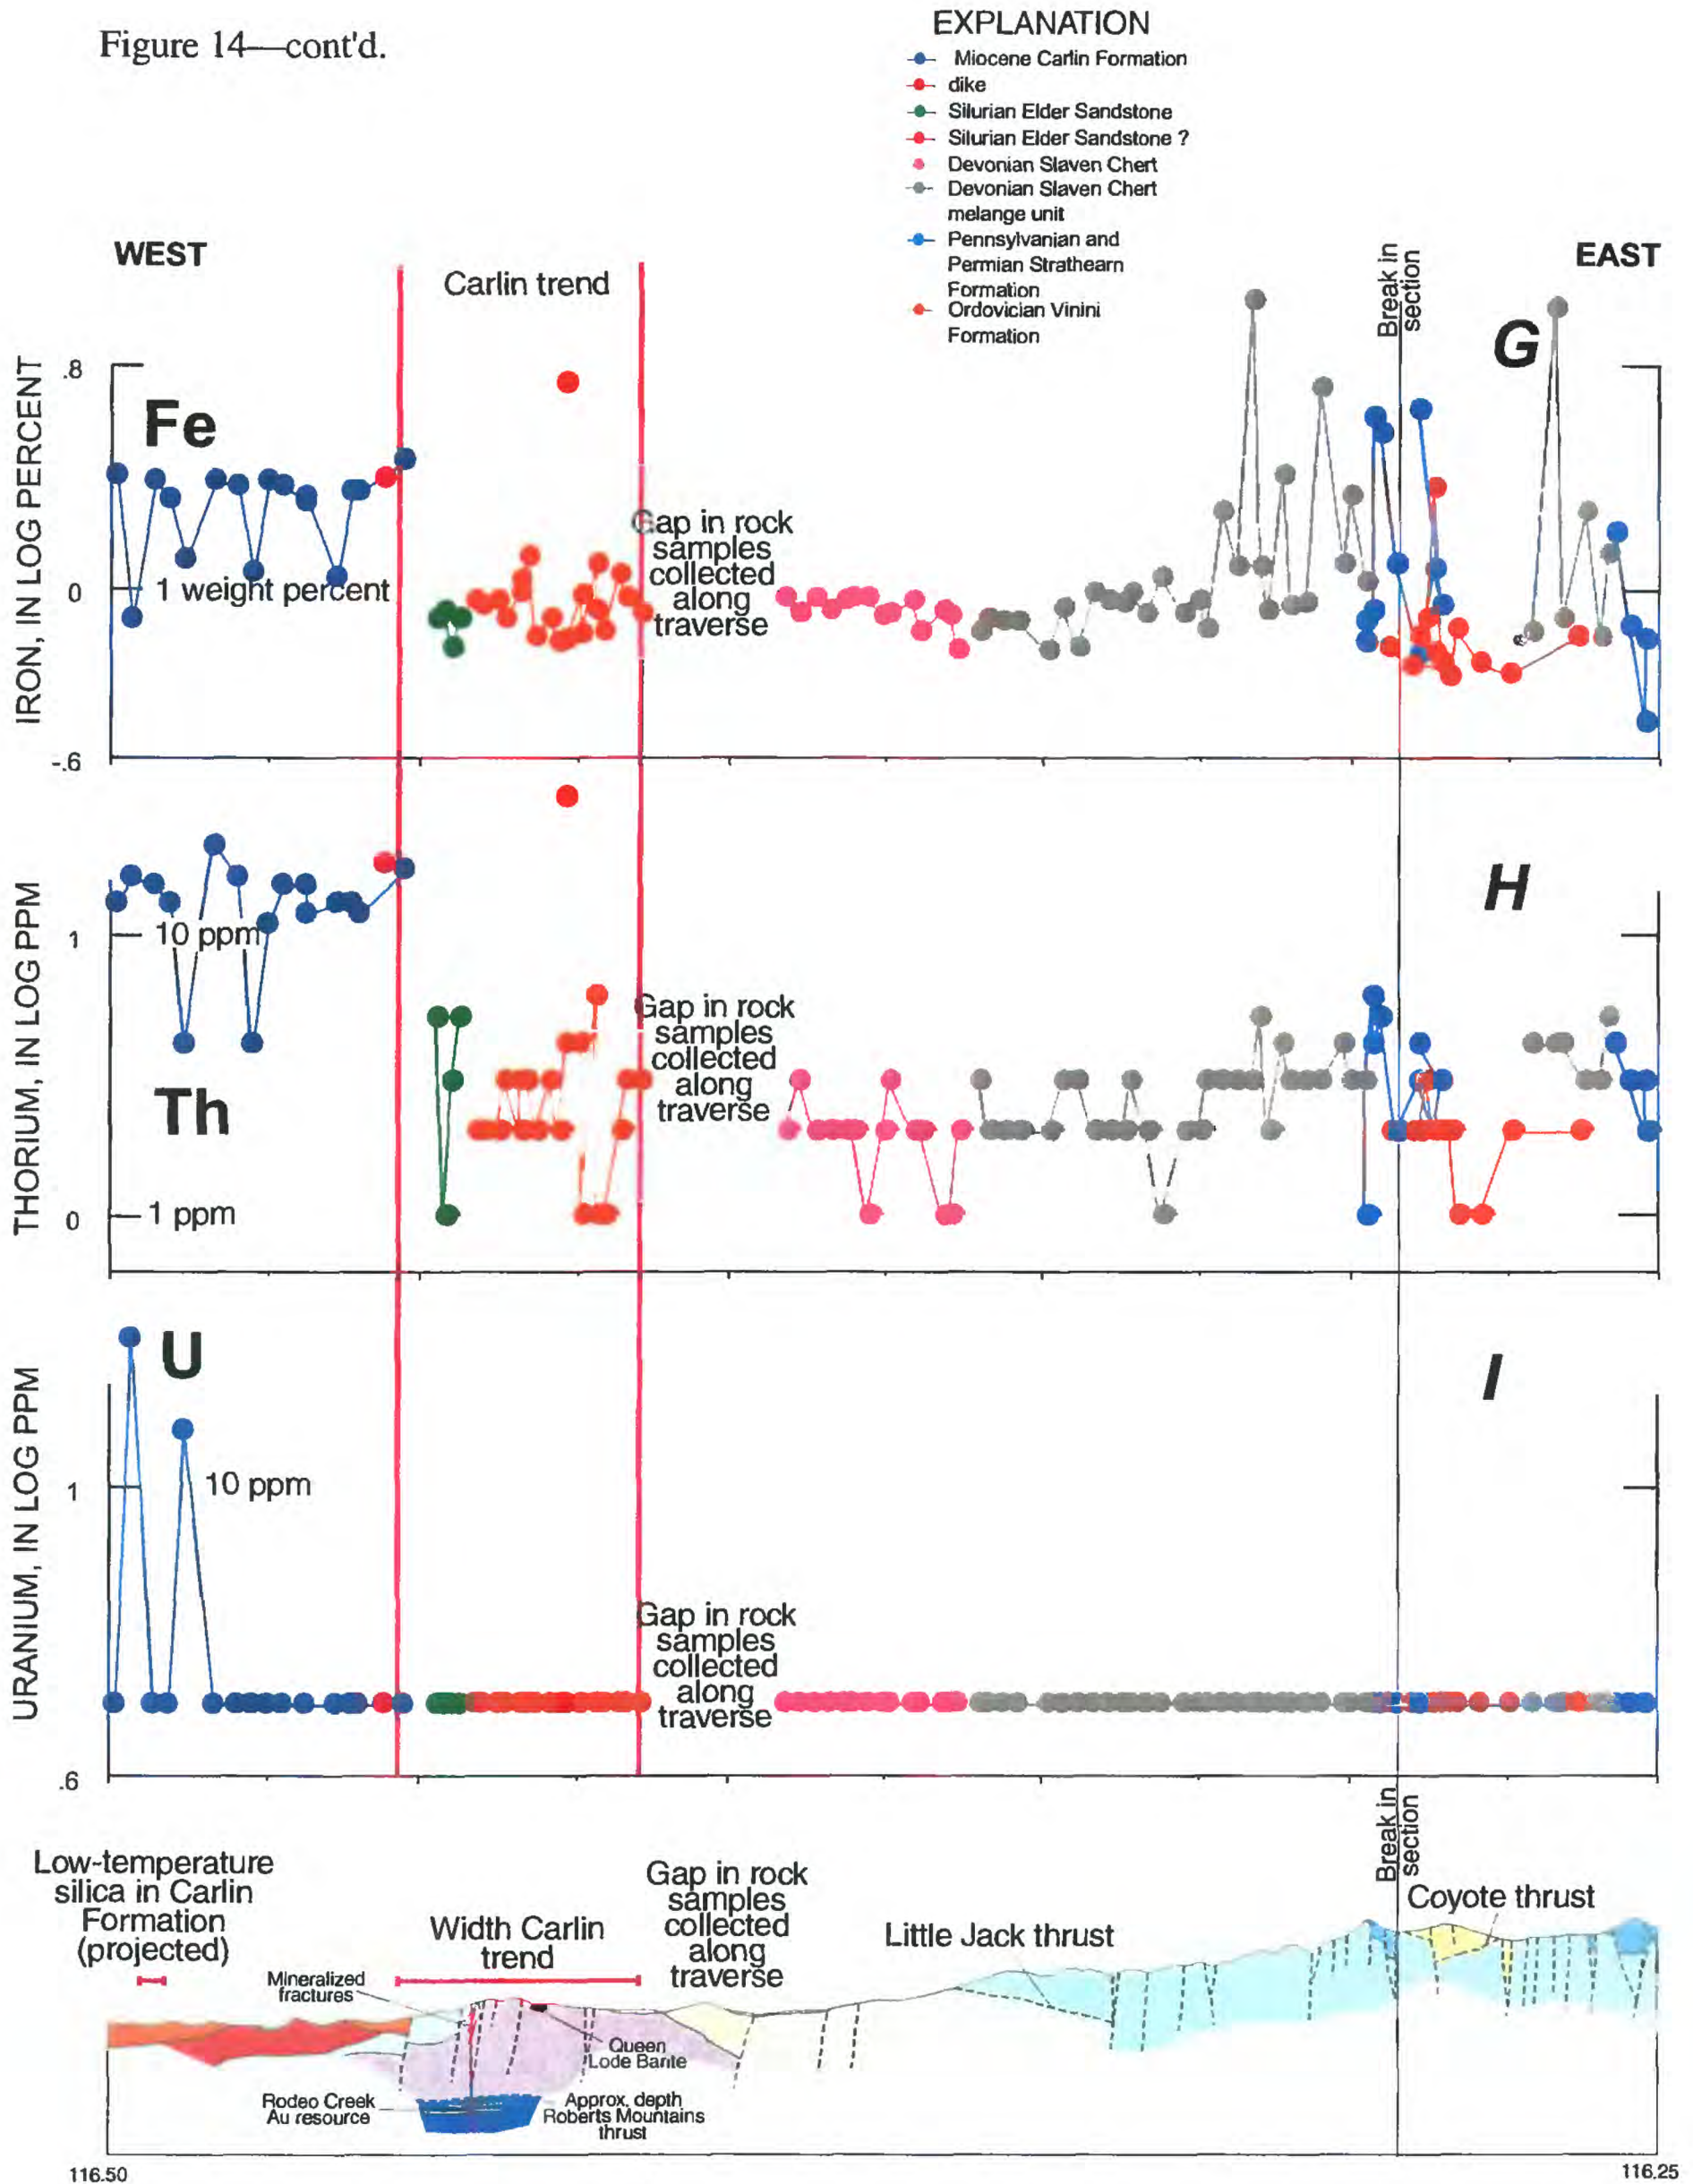 Figure 14—cont'd.
EXPLANATION
Miocene Carlin Formation
dike
Silurian Elder Sandstone
Silurian Elder Sandstone ?
Devonian Slaven Chert
Devonian Slaven Chert
melange unit
Pennsylvanian and
Permian Strathearn
Formation
Ordovician Vinini
Formation
WEST
Carlin trend
Break in
section
EAST
IRON, IN LOG PERCENT
.8
0
-.6
Fe
1 weight percent
Gap in rock
samples
collected
along
traverse
G
THORIUM, IN LOG PPM
1
0
10 ppm
Th
1 ppm
Gap in rock
samples
collected
along
traverse
H
URANIUM, IN LOG PPM
1
.6
U
10 ppm
Gap in rock
samples
collected
along
traverse
I
Break in
section
Low-temperature
silica in Carlin
Formation
(projected)
Width Carlin
trend
Gap in rock
samples
collected
along
traverse
Little Jack thrust
Coyote thrust
Mineralized
fractures
Queen
Lode Barite
Rodeo Creek
Au resource
Approx. depth
Roberts Mountains
thrust
116.50
116.25